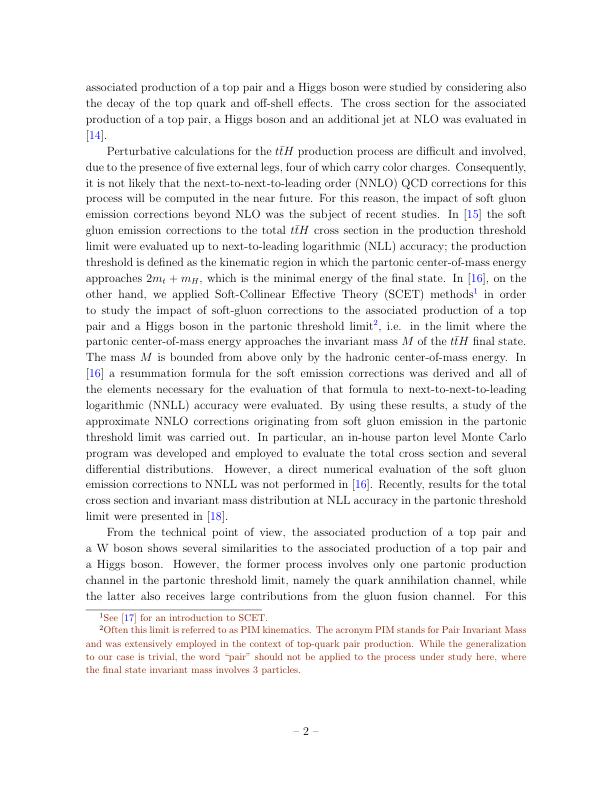 associated production of a top pair and a Higgs boson were studied by considering also
the decay of the top quark and off-shell effects. The cross section for the associated
production of a top pair, a Higgs boson and an additional jet at NLO was evaluated in
[14].
Perturbative calculations for the tt̄H production process are difficult and involved,
due to the presence of five external legs, four of which carry color charges. Consequently,
it is not likely that the next-to-next-to-leading order (NNLO) QCD corrections for this
process will be computed in the near future. For this reason, the impact of soft gluon
emission corrections beyond NLO was the subject of recent studies. In [15] the soft
gluon emission corrections to the total tt̄H cross section in the production threshold
limit were evaluated up to next-to-leading logarithmic (NLL) accuracy; the production
threshold is defined as the kinematic region in which the partonic center-of-mass energy
approaches 2mₜ + m_H, which is the minimal energy of the final state. In [16], on the
other hand, we applied Soft-Collinear Effective Theory (SCET) methods¹ in order
to study the impact of soft-gluon corrections to the associated production of a top
pair and a Higgs boson in the partonic threshold limit², i.e. in the limit where the
partonic center-of-mass energy approaches the invariant mass M of the tt̄H final state.
The mass M is bounded from above only by the hadronic center-of-mass energy. In
[16] a resummation formula for the soft emission corrections was derived and all of
the elements necessary for the evaluation of that formula to next-to-next-to-leading
logarithmic (NNLL) accuracy were evaluated. By using these results, a study of the
approximate NNLO corrections originating from soft gluon emission in the partonic
threshold limit was carried out. In particular, an in-house parton level Monte Carlo
program was developed and employed to evaluate the total cross section and several
differential distributions. However, a direct numerical evaluation of the soft gluon
emission corrections to NNLL was not performed in [16]. Recently, results for the total
cross section and invariant mass distribution at NLL accuracy in the partonic threshold
limit were presented in [18].
From the technical point of view, the associated production of a top pair and
a W boson shows several similarities to the associated production of a top pair and
a Higgs boson. However, the former process involves only one partonic production
channel in the partonic threshold limit, namely the quark annihilation channel, while
the latter also receives large contributions from the gluon fusion channel. For this
¹See [17] for an introduction to SCET.
²Often this limit is referred to as PIM kinematics. The acronym PIM stands for Pair Invariant Mass
and was extensively employed in the context of top-quark pair production. While the generalization
to our case is trivial, the word “pair” should not be applied to the process under study here, where
the final state invariant mass involves 3 particles.
– 2 –